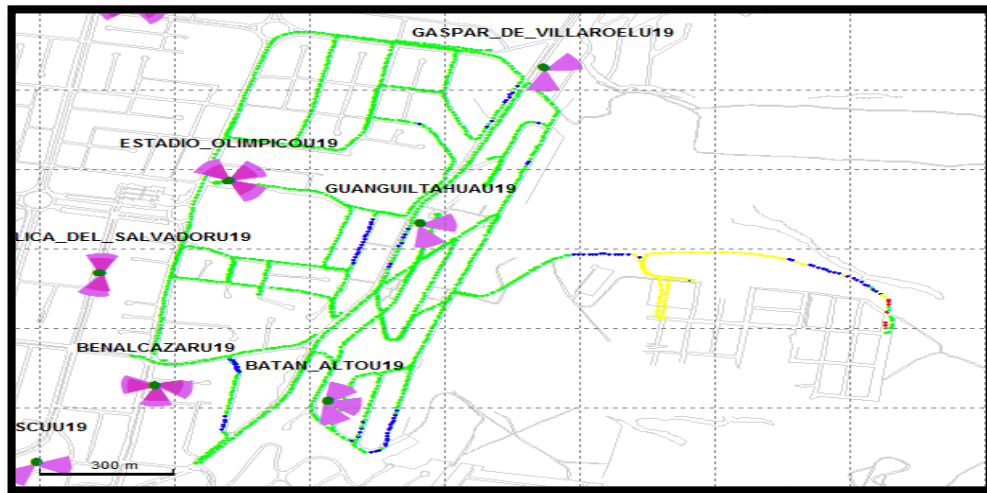 GASPAR_DE_VILLAROELU19
ESTADIO_OLIMPICOU19
GUANGUILTAHUAU19
LICA_DEL_SALVADORU19
BENALCAZARU19
BATAN_ALTOU19
SCUU19
300 m